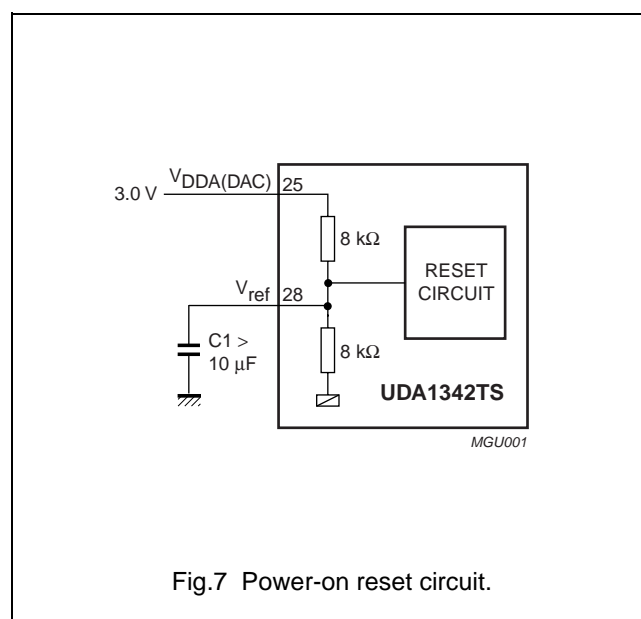 VDDA(DAC)
3.0 V
25
8 kΩ
RESET
CIRCUIT
Vref
28
C1 >
10 μF
8 kΩ
UDA1342TS
MGU001
Fig.7 Power-on reset circuit.